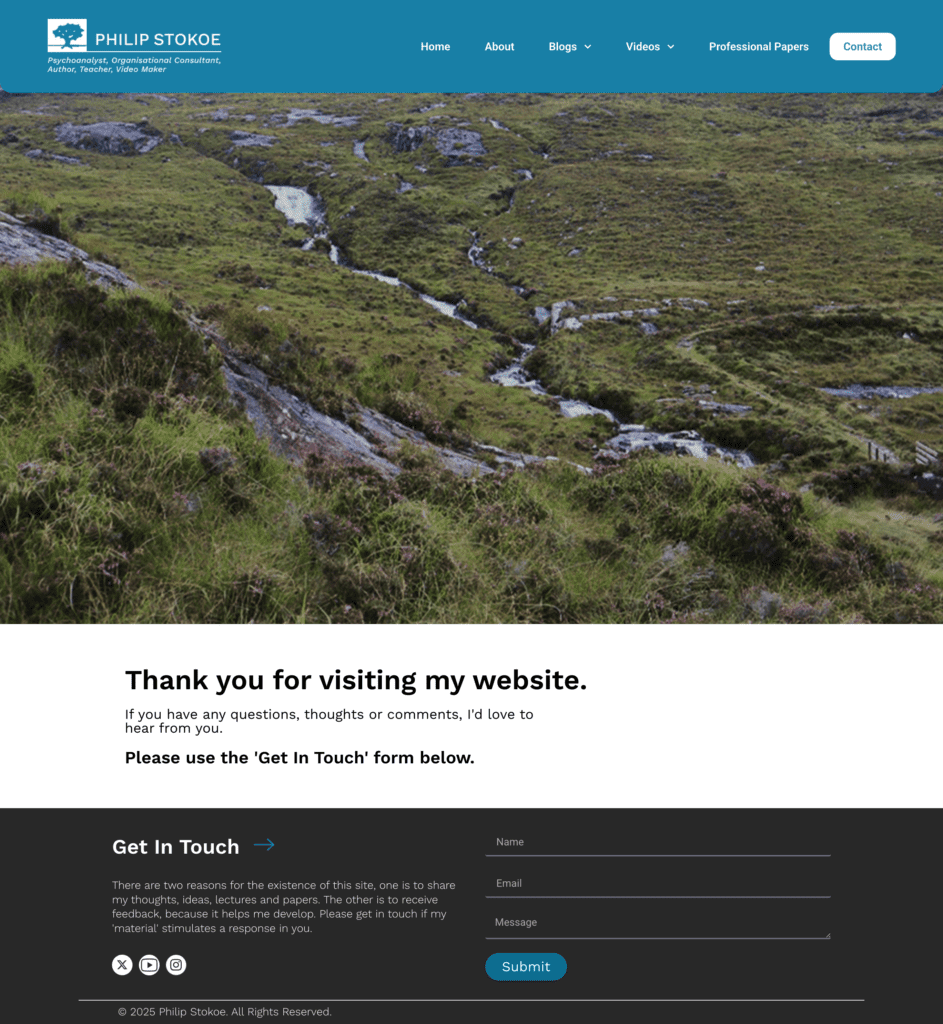 PHILIP STOKOE
Psychoanalyst, Organisational Consultant,
Author, Teacher, Video Maker
Home About Blogs Videos Professional Papers Contact
Thank you for visiting my website.
If you have any questions, thoughts or comments, I'd love to
hear from you.
Please use the 'Get In Touch' form below.
Get In Touch
There are two reasons for the existence of this site, one is to share
my thoughts, ideas, lectures and papers. The other is to receive
feedback, because it helps me develop. Please get in touch if my
'material' stimulates a response in you.
Name
Email
Message
Submit
© 2025 Philip Stokoe. All Rights Reserved.